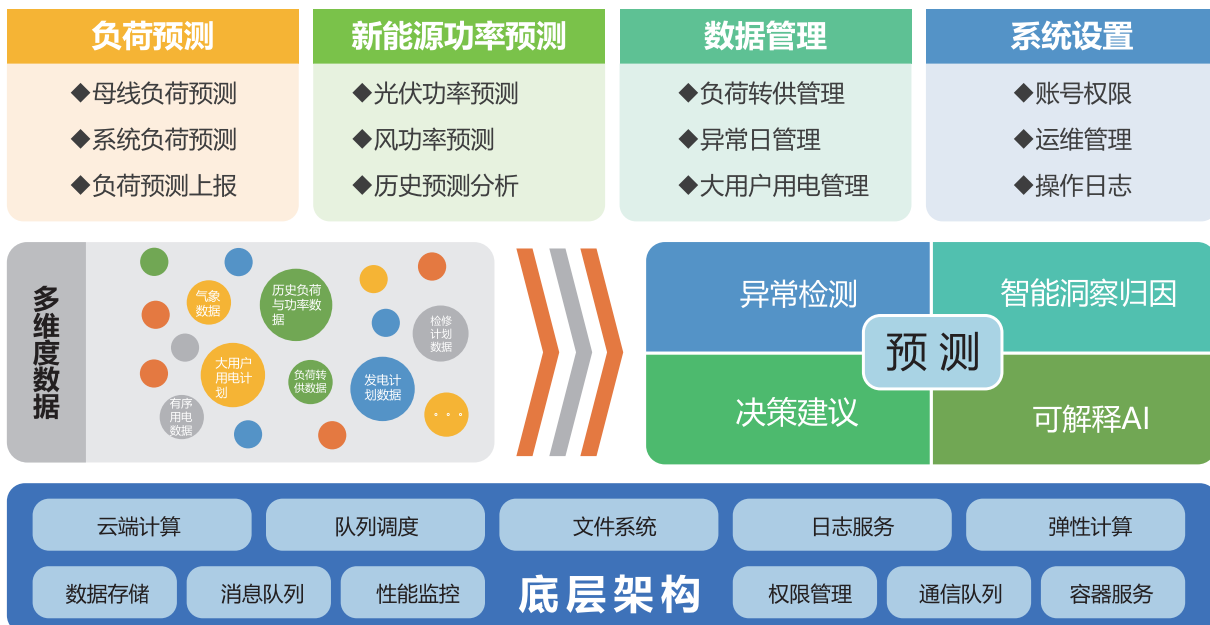 负荷预测
◆母线负荷预测
◆系统负荷预测
◆负荷预测上报
新能源功率预测
◆光伏功率预测
◆风功率预测
◆历史预测分析
数据管理
◆负荷转供管理
◆异常日管理
◆大用户用电管理
系统设置
◆账号权限
◆运维管理
◆操作日志
多维度数据
气象
数据
历史负荷
与功率数
据
检修
计划
数据
大用户
用电计
划
负荷转
供数据
发电计
划数据
有序
用电
数据
...
异常检测
智能洞察归因
预测
决策建议
可解释AI
云端计算
队列调度
文件系统
日志服务
弹性计算
数据存储
消息队列
性能监控
底层架构
权限管理
通信队列
容器服务